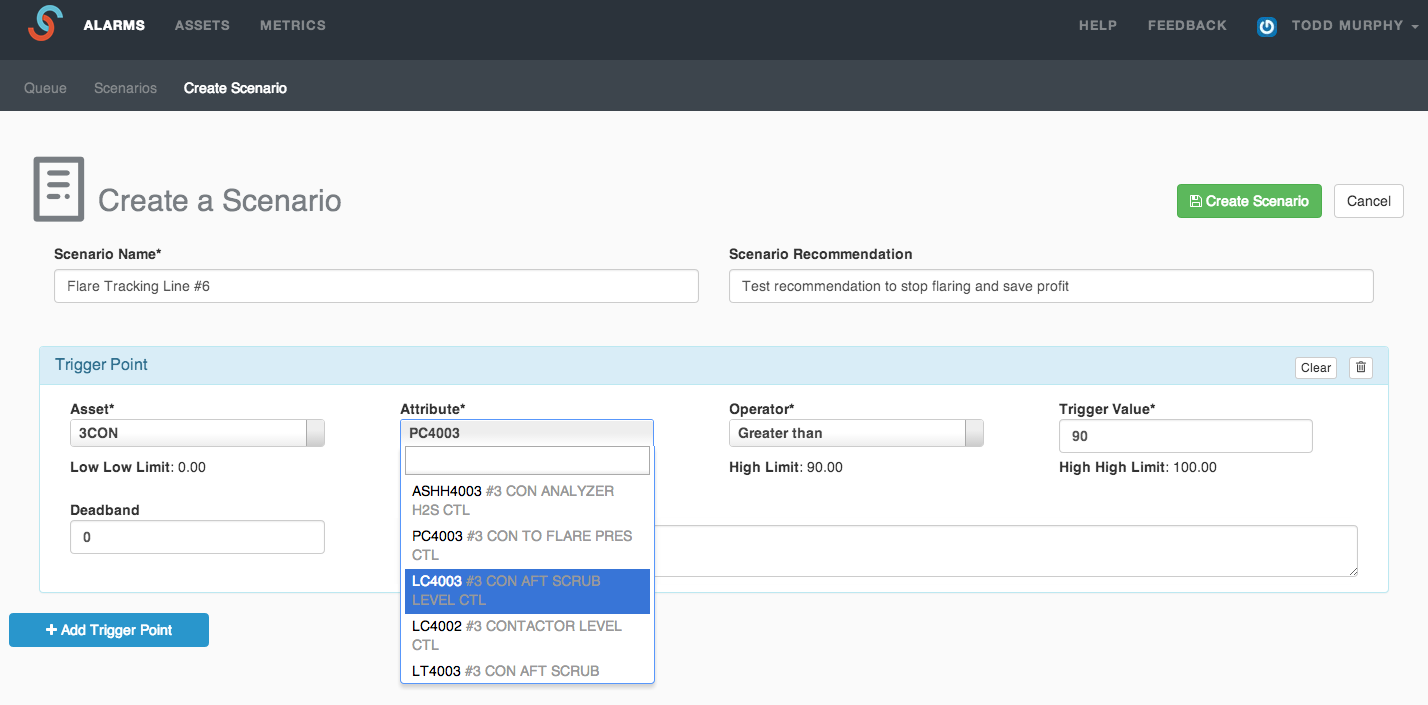 ALARMS ASSETS METRICS HELP FEEDBACK TODD MURPHY
Queue Scenarios Create Scenario
Create a Scenario
Create Scenario Cancel
Scenario Name* Scenario Recommendation
Flare Tracking Line #6 Test recommendation to stop flaring and save profit
Trigger Point Clear
Asset* Attribute* Operator* Trigger Value*
3CON PC4003 Greater than 90
Low Low Limit: 0.00 High Limit: 90.00 High High Limit: 100.00
ASHH4003 #3 CON ANALYZER
H2S CTL
PC4003 #3 CON TO FLARE PRES
CTL
LC4003 #3 CON AFT SCRUB
LEVEL CTL
LC4002 #3 CONTACTOR LEVEL
CTL
LT4003 #3 CON AFT SCRUB
Deadband
0
+ Add Trigger Point